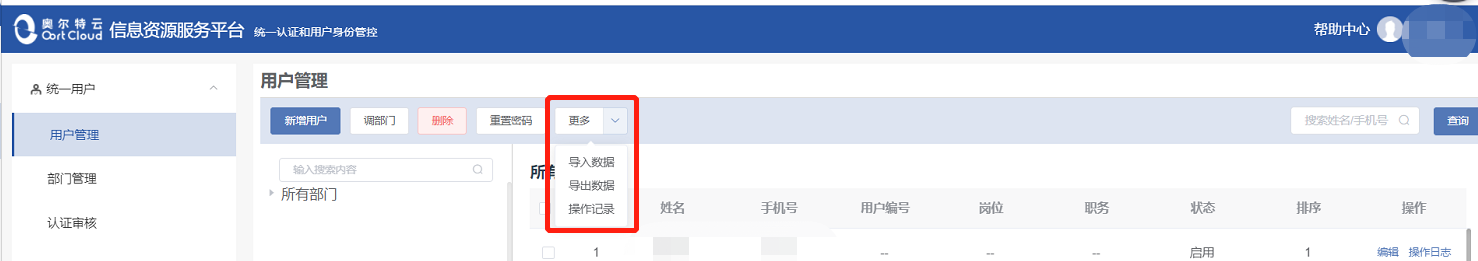 奥尔特云
Oort Cloud
信息资源服务平台
统一认证和用户身份管控
帮助中心
统一用户
用户管理
部门管理
认证审核
用户管理
新增用户
调部门
删除
重置密码
更多
搜索姓名/手机号
查询
导入数据
导出数据
操作记录
输入搜索内容
所有部门
所
姓名
手机号
用户编号
岗位
职务
状态
排序
操作
1
--
--
--
启用
1
编辑
操作日志